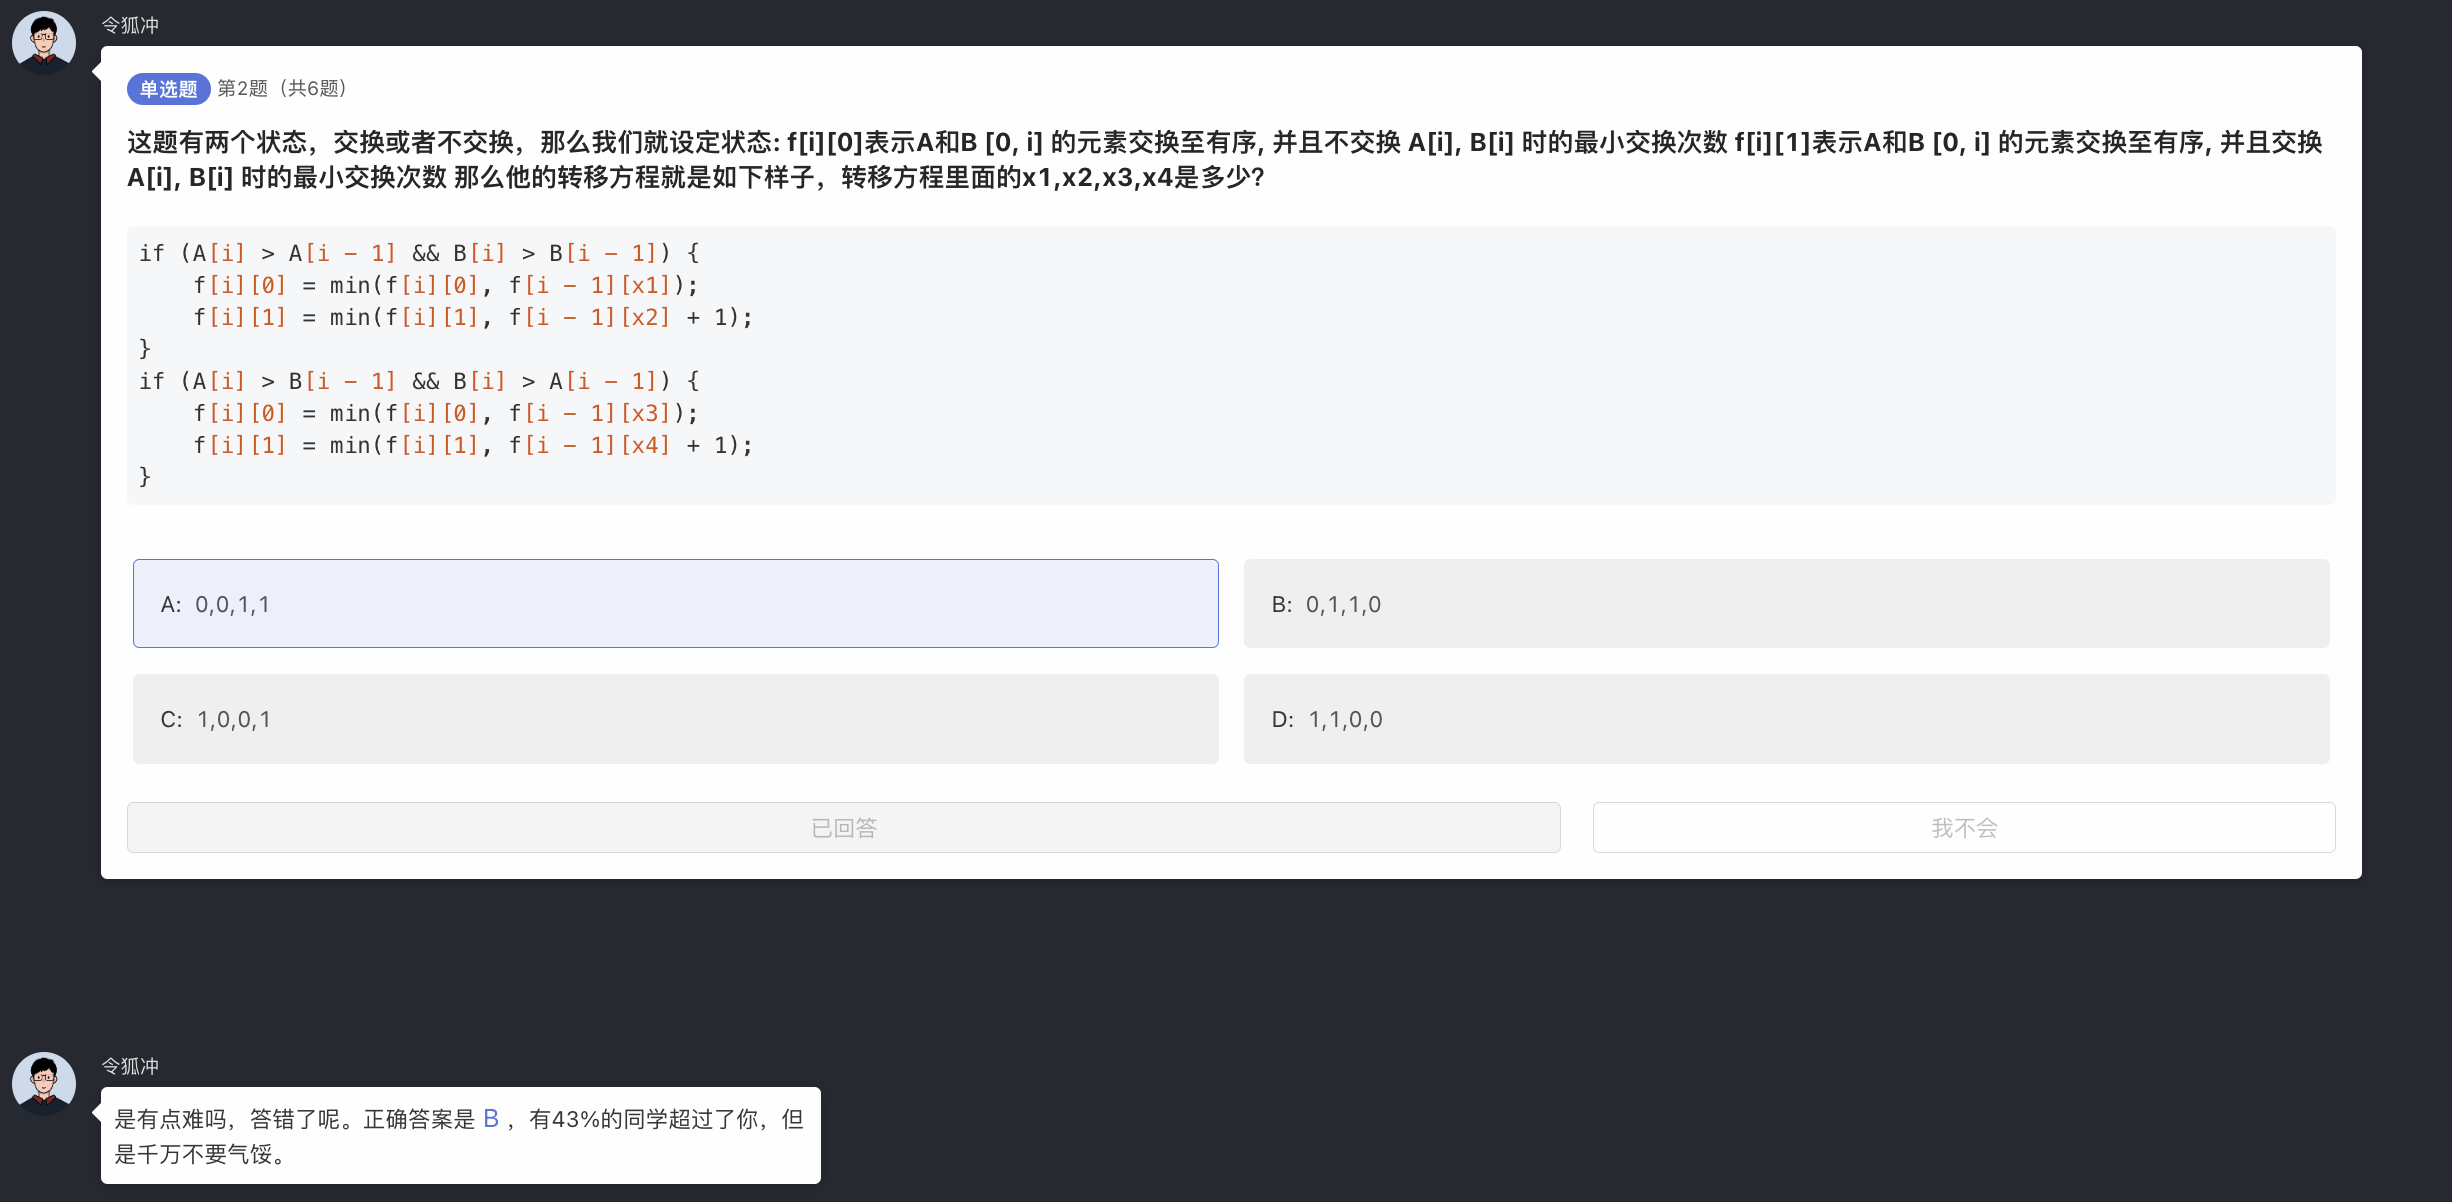 令狐冲
单选题 第2题（共6题）
这题有两个状态，交换或者不交换，那么我们就设定状态: f[i][0]表示A和B [0, i] 的元素交换至有序, 并且不交换 A[i], B[i] 时的最小交换次数 f[i][1]表示A和B [0, i] 的元素交换至有序, 并且交换
A[i], B[i] 时的最小交换次数 那么他的转移方程就是如下样子，转移方程里面的x1,x2,x3,x4是多少?
if (A[i] > A[i - 1] && B[i] > B[i - 1]) {
    f[i][0] = min(f[i][0], f[i - 1][x1]);
    f[i][1] = min(f[i][1], f[i - 1][x2] + 1);
}
if (A[i] > B[i - 1] && B[i] > A[i - 1]) {
    f[i][0] = min(f[i][0], f[i - 1][x3]);
    f[i][1] = min(f[i][1], f[i - 1][x4] + 1);
}
A: 0,0,1,1
B: 0,1,1,0
C: 1,0,0,1
D: 1,1,0,0
已回答
我不会
令狐冲
是有点难吗，答错了呢。正确答案是 B ，有43%的同学超过了你，但
是千万不要气馁。